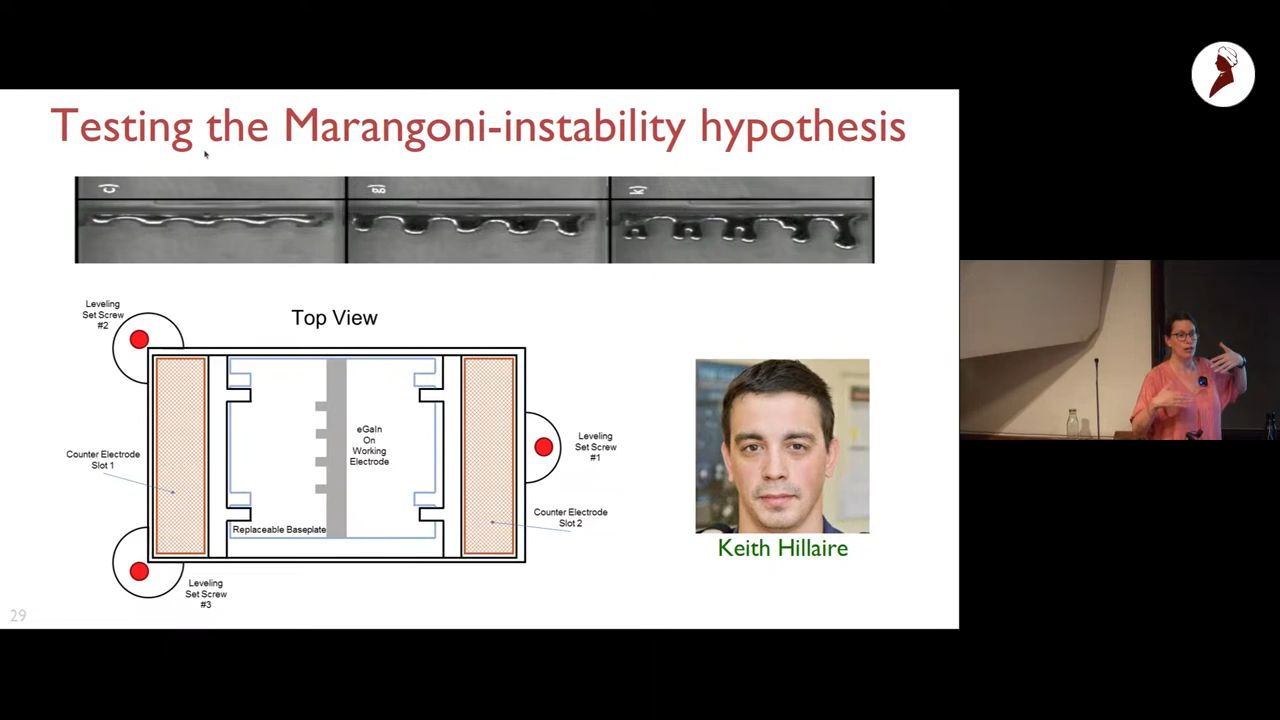 Testing the Marangoni-instability hypothesis
Top View
Leveling
Set Screw
#2
eGaIn
On
Working
Electrode
Leveling
Set Screw
#1
Counter Electrode
Slot 1
Counter Electrode
Slot 2
Replaceable Baseplate
Leveling
Set Screw
#3
Keith Hillaire
29